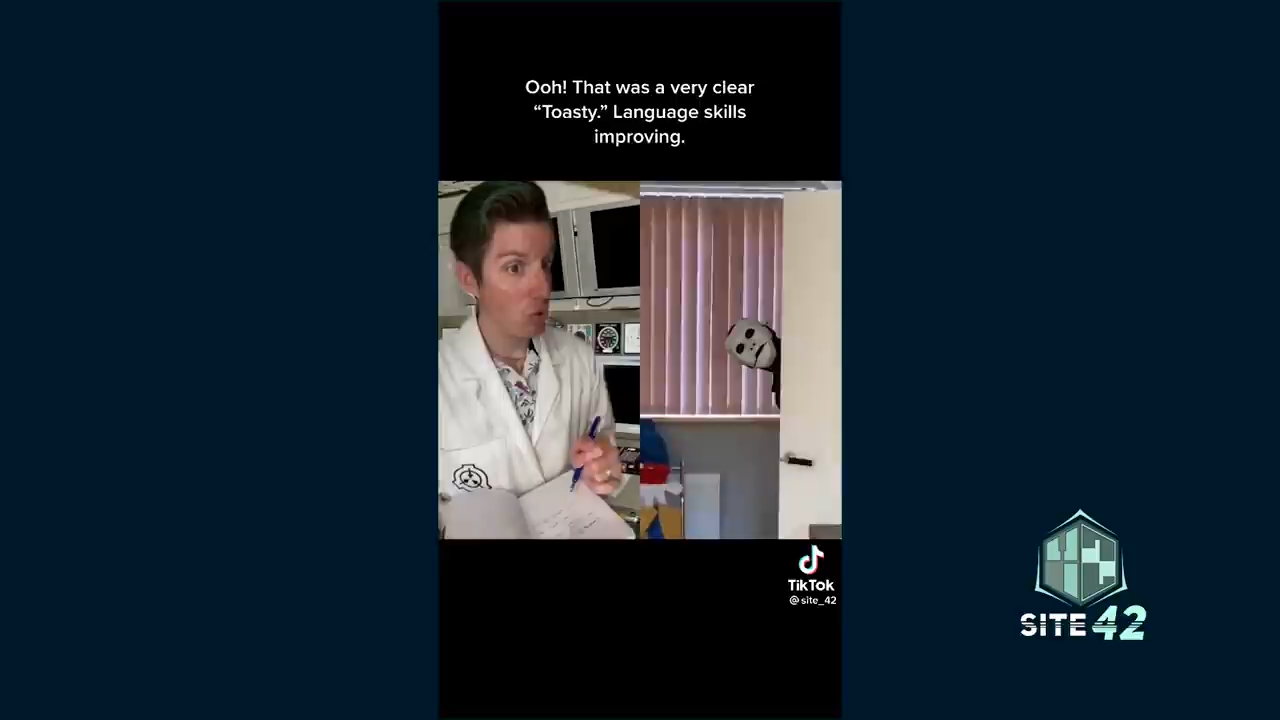 Ooh! That was a very clear
“Toasty.” Language skills
improving.
TikTok
@site_42
SITE 42